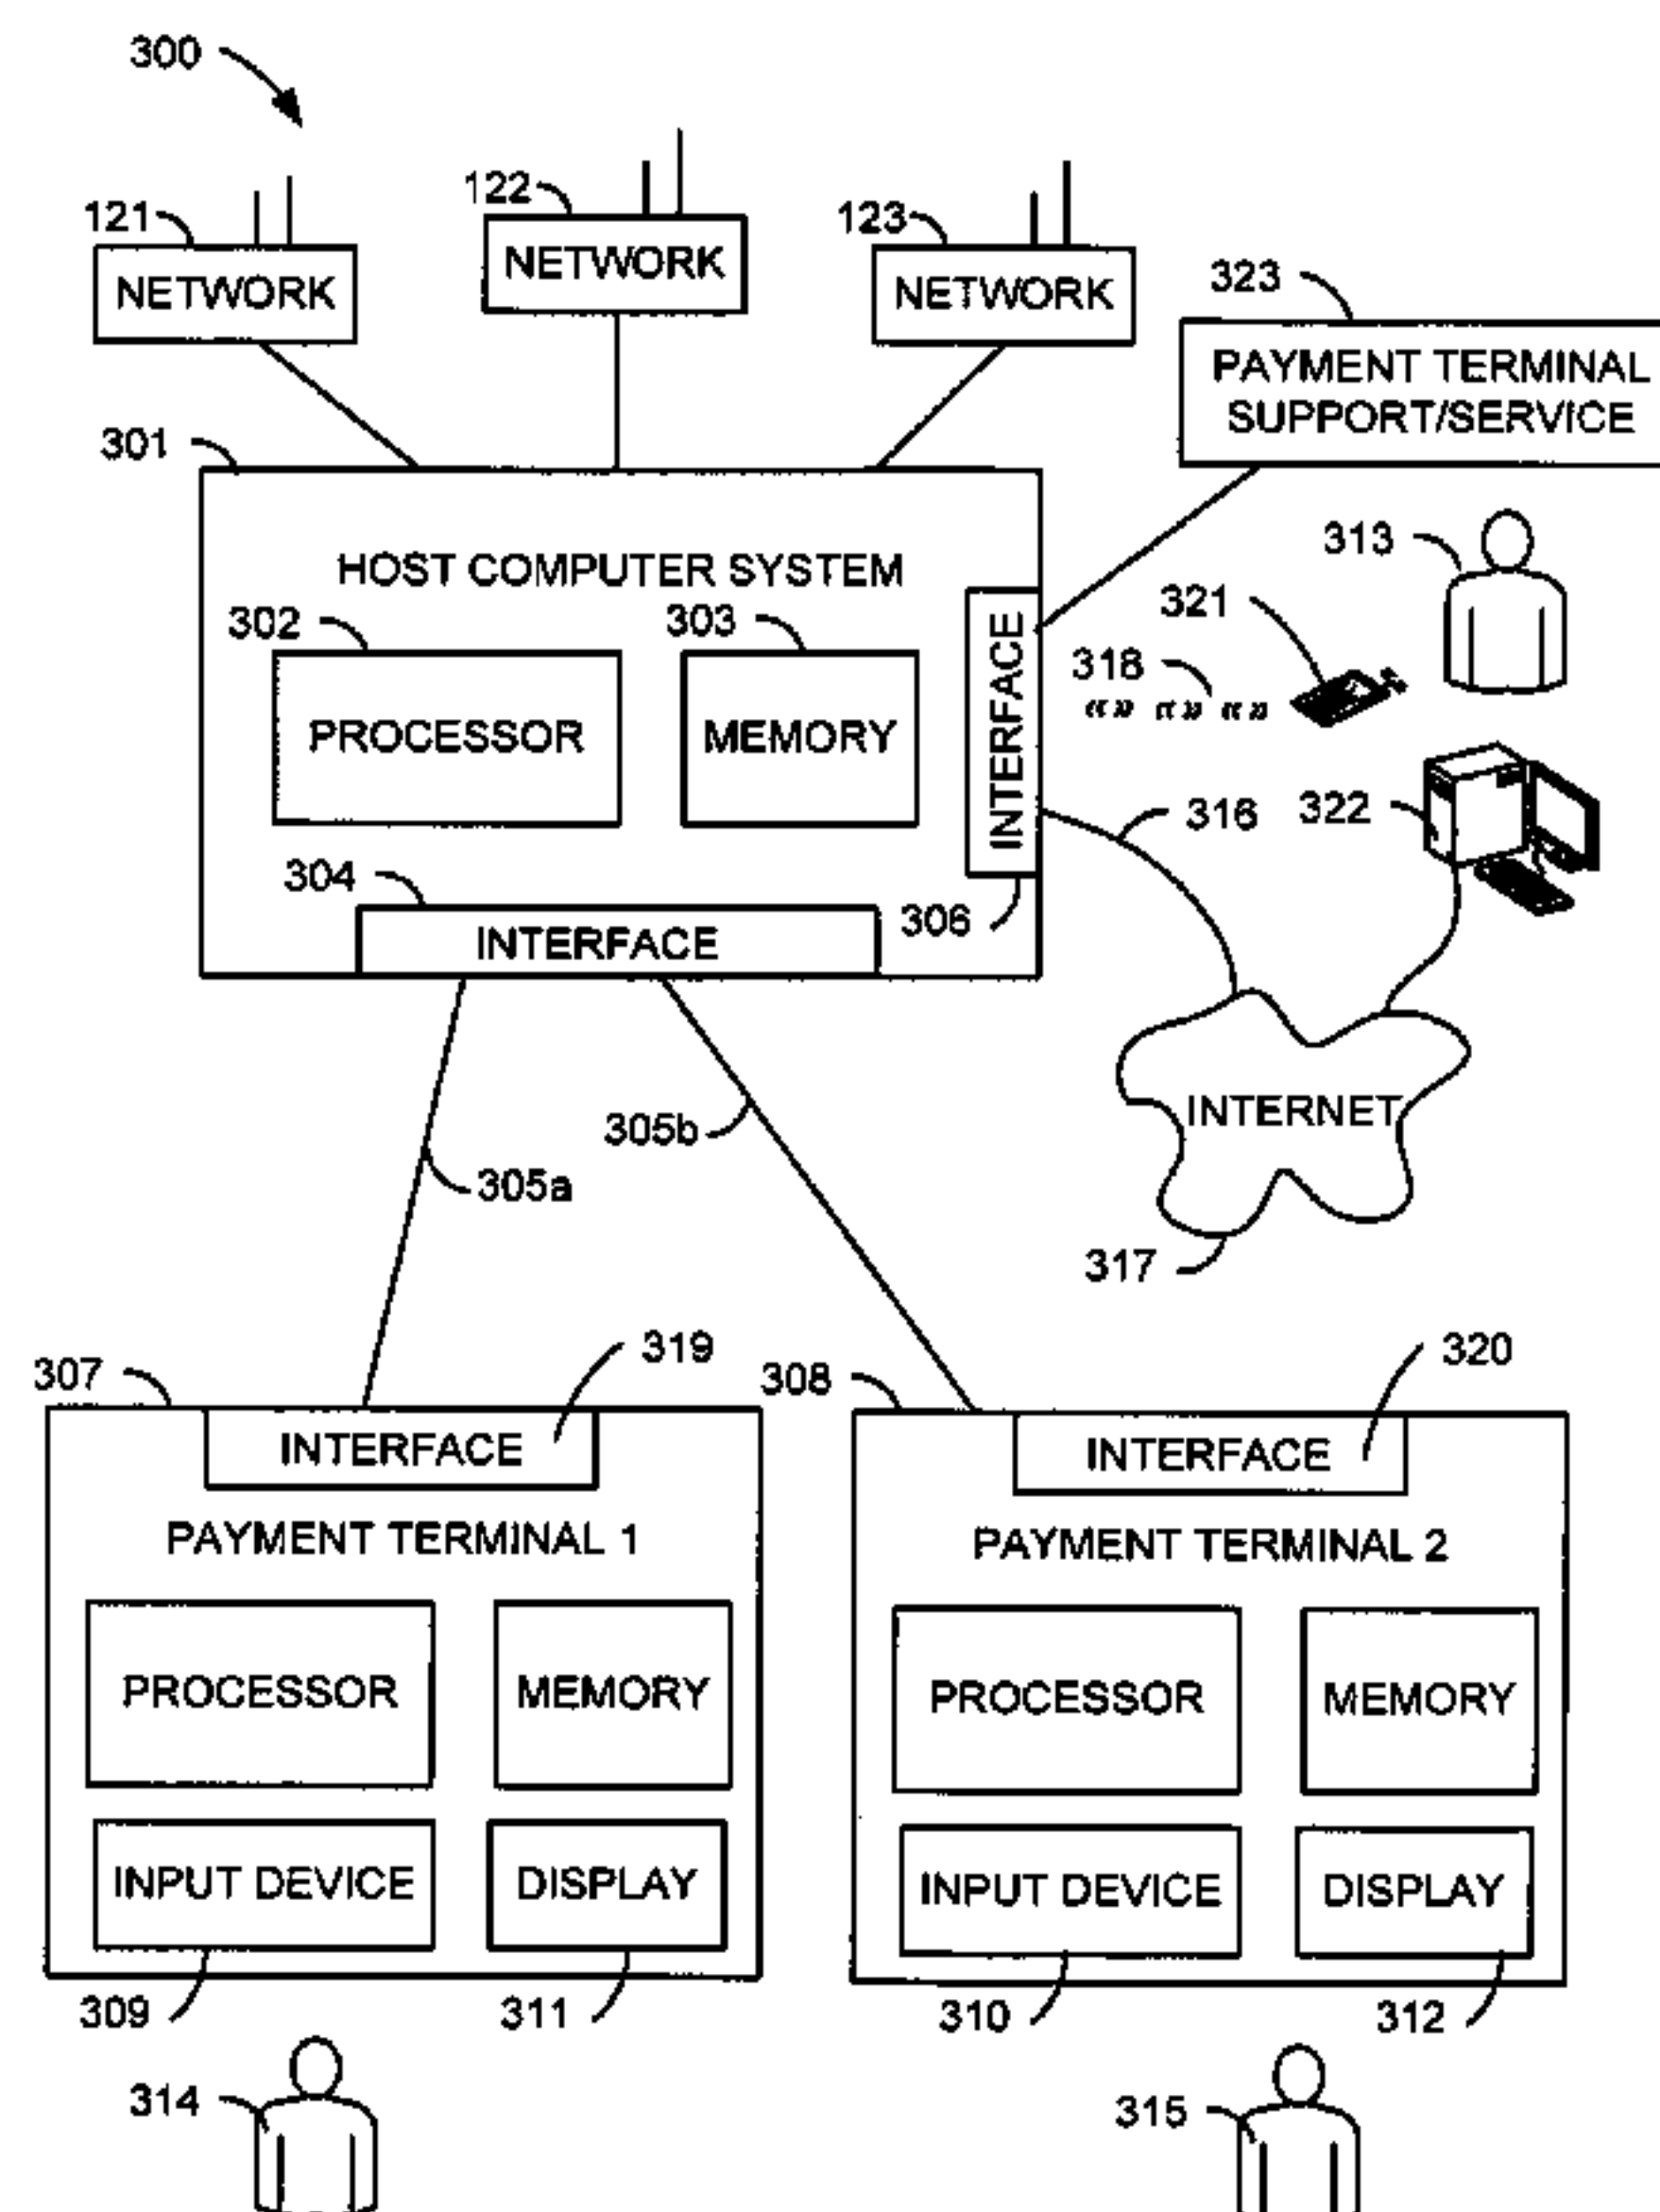 300
121
122
123
NETWORK
NETWORK
NETWORK
323
PAYMENT TERMINAL
SUPPORT/SERVICE
301
HOST COMPUTER SYSTEM
302
303
PROCESSOR
MEMORY
INTERFACE
304
INTERFACE
306
313
321
318
«» «» «»
316
322
INTERNET
317
305b
305a
307
319
INTERFACE
PAYMENT TERMINAL 1
PROCESSOR
MEMORY
INPUT DEVICE
DISPLAY
309
311
314
308
320
INTERFACE
PAYMENT TERMINAL 2
PROCESSOR
MEMORY
INPUT DEVICE
DISPLAY
310
312
315